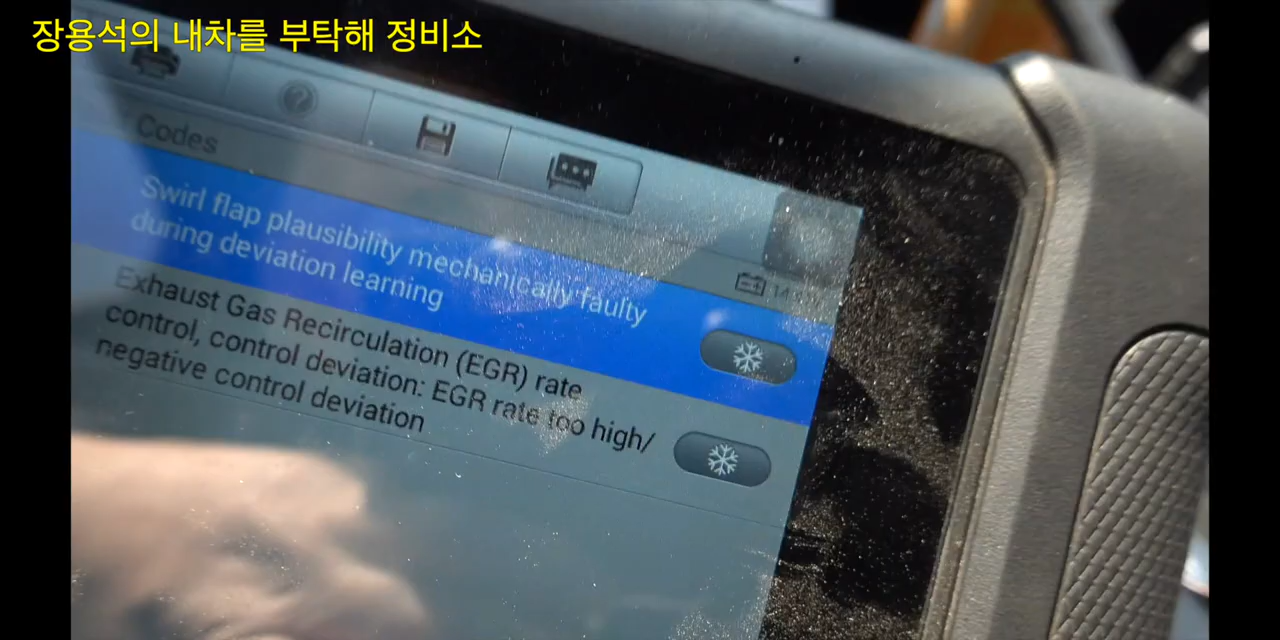 장용석의 내차를 부탁해 정비소
Codes
Swirl flap plausibility mechanically faulty
during deviation learning
Exhaust Gas Recirculation (EGR) rate
control, control deviation: EGR rate too high/
negative control deviation